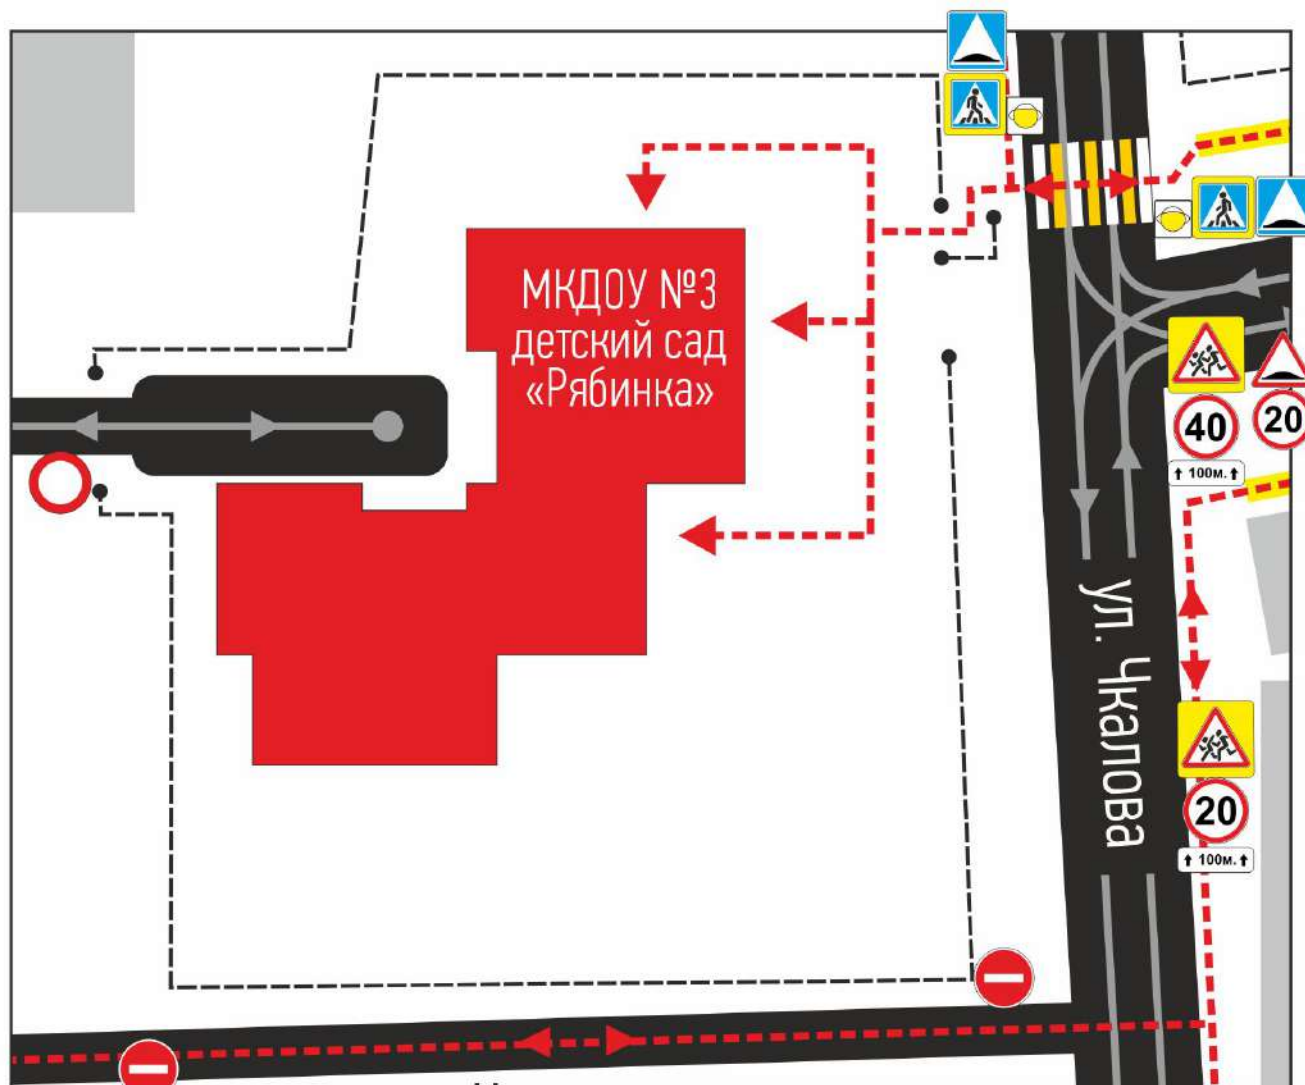 МКДОУ №3
детский сад
«Рябинка»
40
20
↑ 100м. ↑
ул. Чкалова
20
↑ 100м. ↑